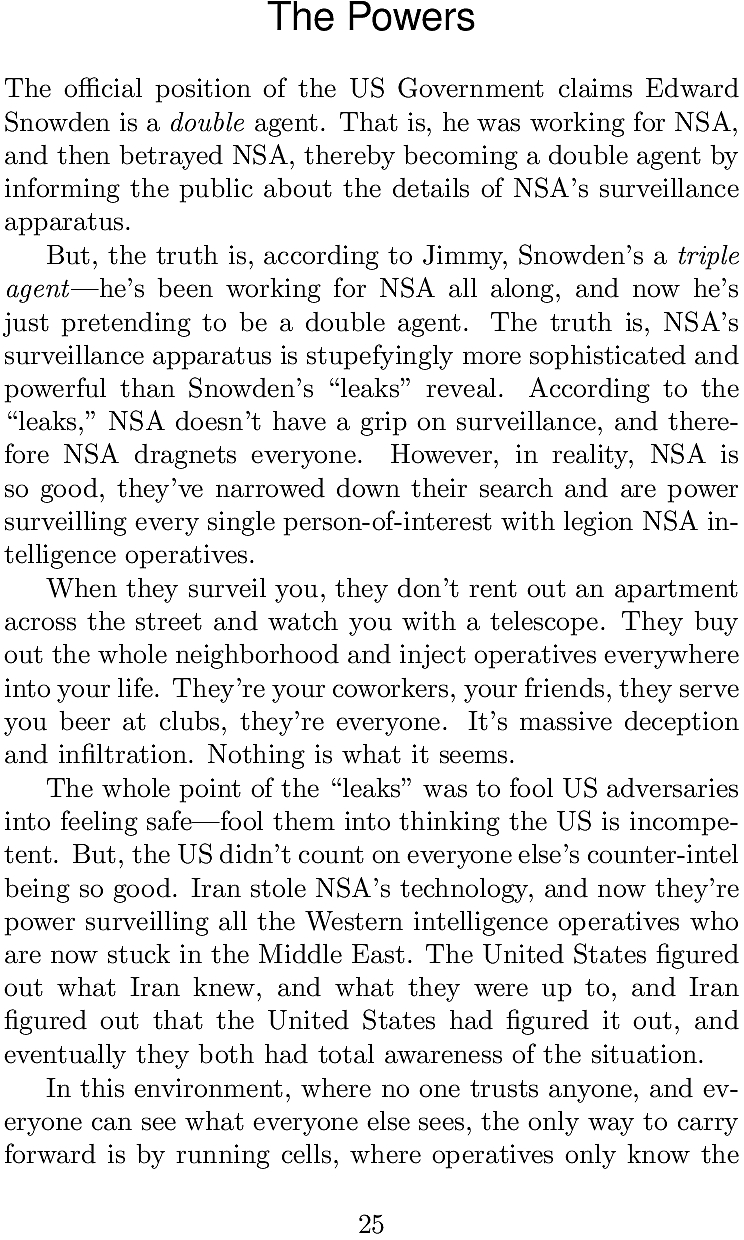 The Powers
The official position of the US Government claims Edward
Snowden is a double agent. That is, he was working for NSA,
and then betrayed NSA, thereby becoming a double agent by
informing the public about the details of NSA's surveillance
apparatus.
But, the truth is, according to Jimmy, Snowden's a triple
agent—he's been working for NSA all along, and now he's
just pretending to be a double agent. The truth is, NSA's
surveillance apparatus is stupefyingly more sophisticated and
powerful than Snowden's “leaks” reveal. According to the
“leaks,” NSA doesn't have a grip on surveillance, and there-
fore NSA dragnets everyone. However, in reality, NSA is
so good, they've narrowed down their search and are power
surveilling every single person-of-interest with legion NSA in-
telligence operatives.
When they surveil you, they don't rent out an apartment
across the street and watch you with a telescope. They buy
out the whole neighborhood and inject operatives everywhere
into your life. They're your coworkers, your friends, they serve
you beer at clubs, they're everyone. It's massive deception
and infiltration. Nothing is what it seems.
The whole point of the “leaks” was to fool US adversaries
into feeling safe—fool them into thinking the US is incompe-
tent. But, the US didn't count on everyone else's counter-intel
being so good. Iran stole NSA's technology, and now they're
power surveilling all the Western intelligence operatives who
are now stuck in the Middle East. The United States figured
out what Iran knew, and what they were up to, and Iran
figured out that the United States had figured it out, and
eventually they both had total awareness of the situation.
In this environment, where no one trusts anyone, and ev-
eryone can see what everyone else sees, the only way to carry
forward is by running cells, where operatives only know the
25